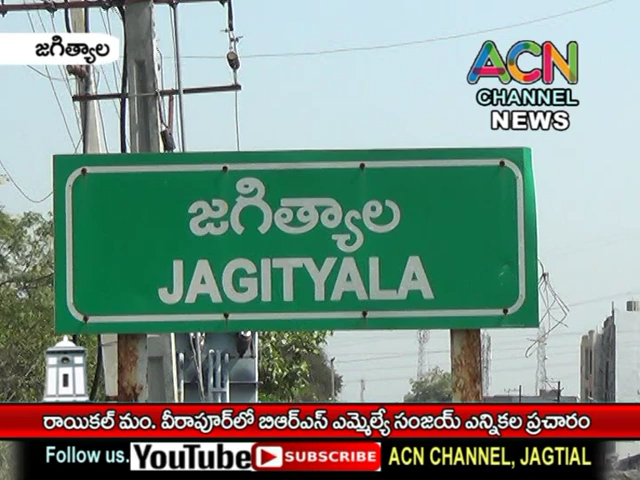 జగిత్యాల
ACN
CHANNEL
NEWS
జగిత్యాల
JAGITYALA
రాయికల్ మం. వీరాపూర్‌లో బిఆర్ఎస్ ఎమ్మెల్యే సంజయ్ ఎన్నికల ప్రచారం
Follow us. YouTube SUBSCRIBE ACN CHANNEL, JAGTIAL